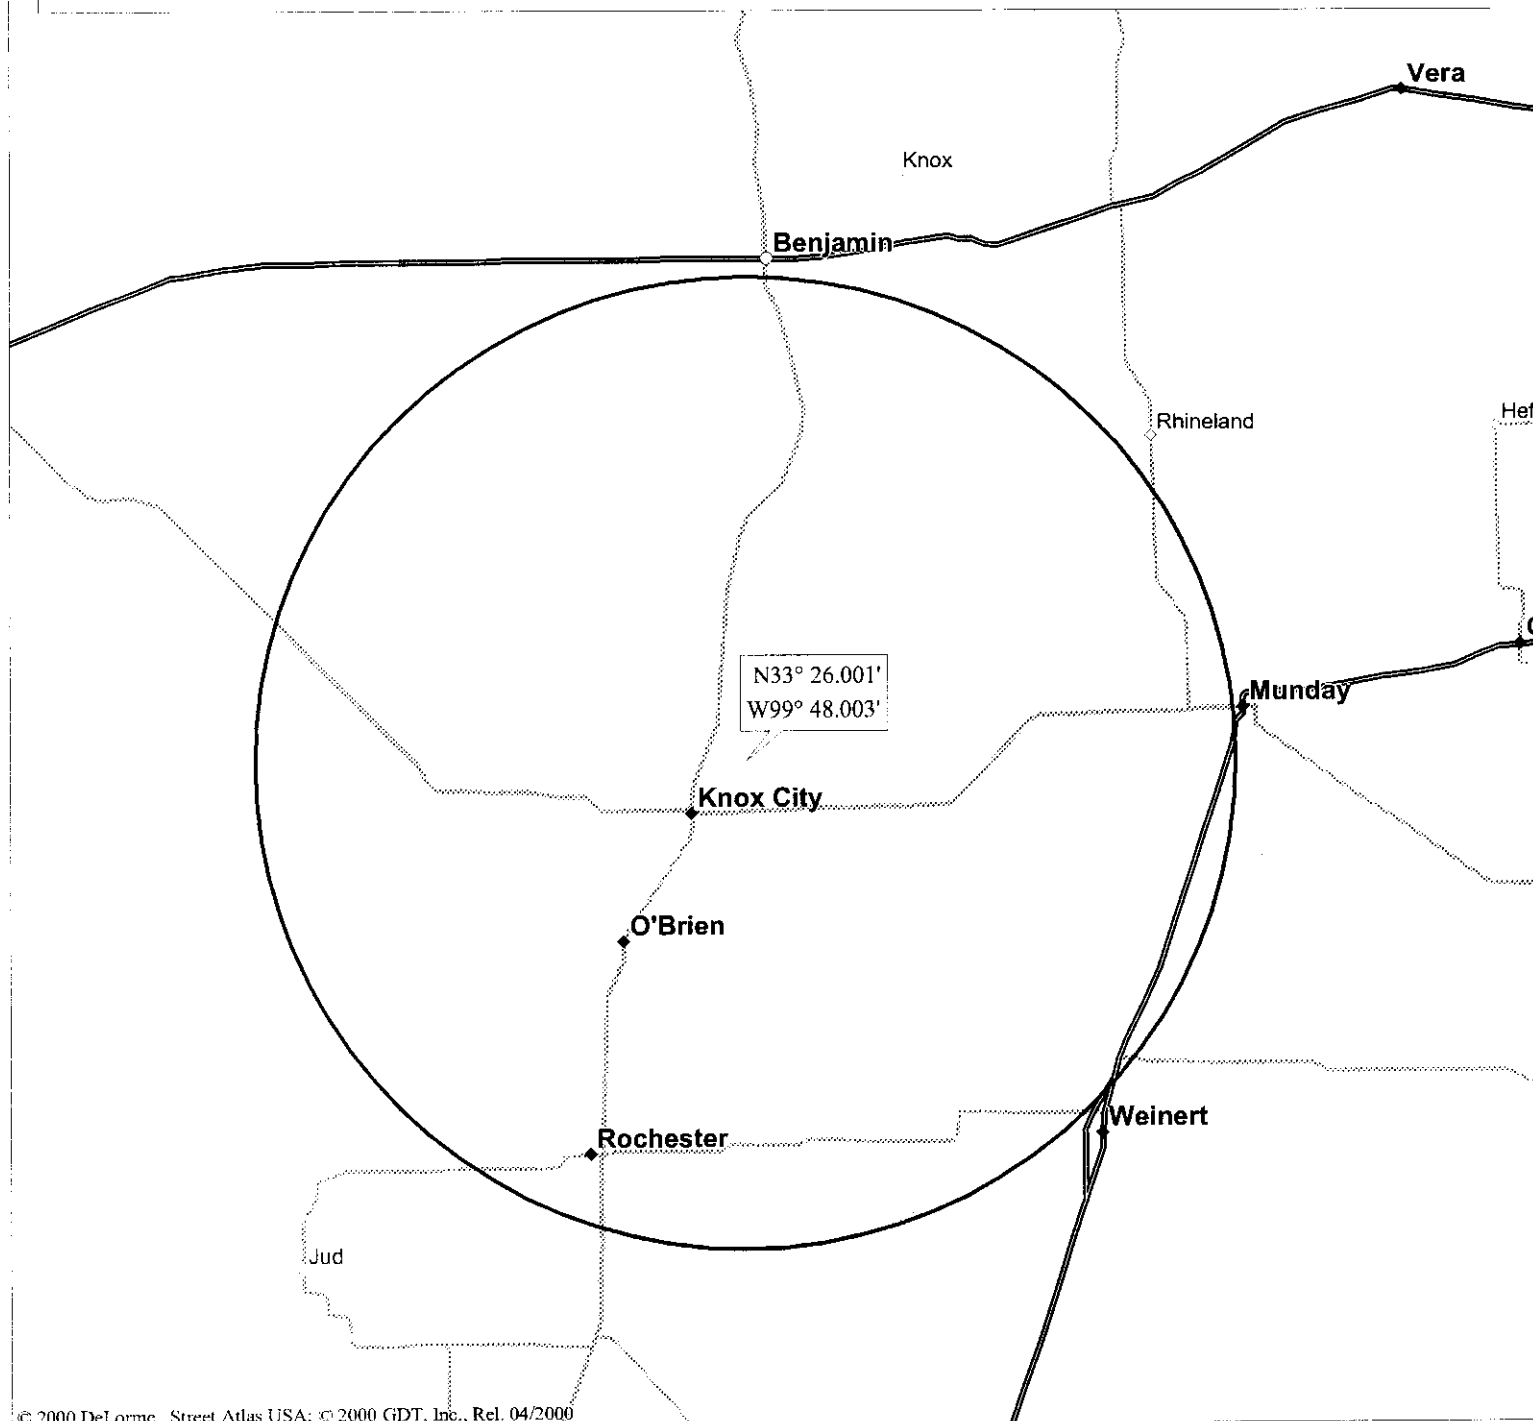 Vera
Knox
Benjamin
Rhineland
Hef
N33° 26.001'
W99° 48.003'
Munday
Knox City
O'Brien
Weinert
Rochester
Jud
© 2000 DeLorme. Street Atlas USA; © 2000 GDT, Inc., Rel. 04/2000